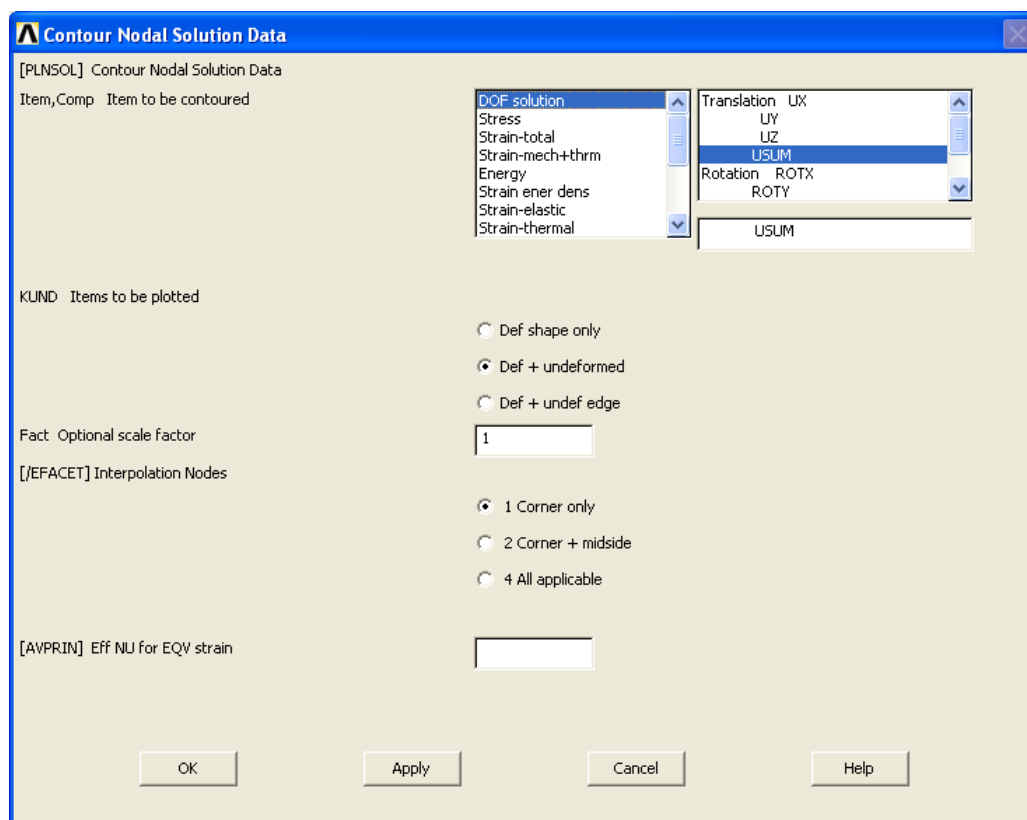 Contour Nodal Solution Data
[PLNSOL] Contour Nodal Solution Data
Item,Comp Item to be contoured
DOF solution
Stress
Strain-total
Strain-mech+thrm
Energy
Strain ener dens
Strain-elastic
Strain-thermal
Translation UX
UY
UZ
USUM
Rotation ROTX
ROTY
USUM
KUND Items to be plotted
Def shape only
Def + undeformed
Def + undef edge
Fact Optional scale factor
1
[/EFACET] Interpolation Nodes
1 Corner only
2 Corner + midside
4 All applicable
[AVPRIN] Eff NU for EQV strain
OK Apply Cancel Help